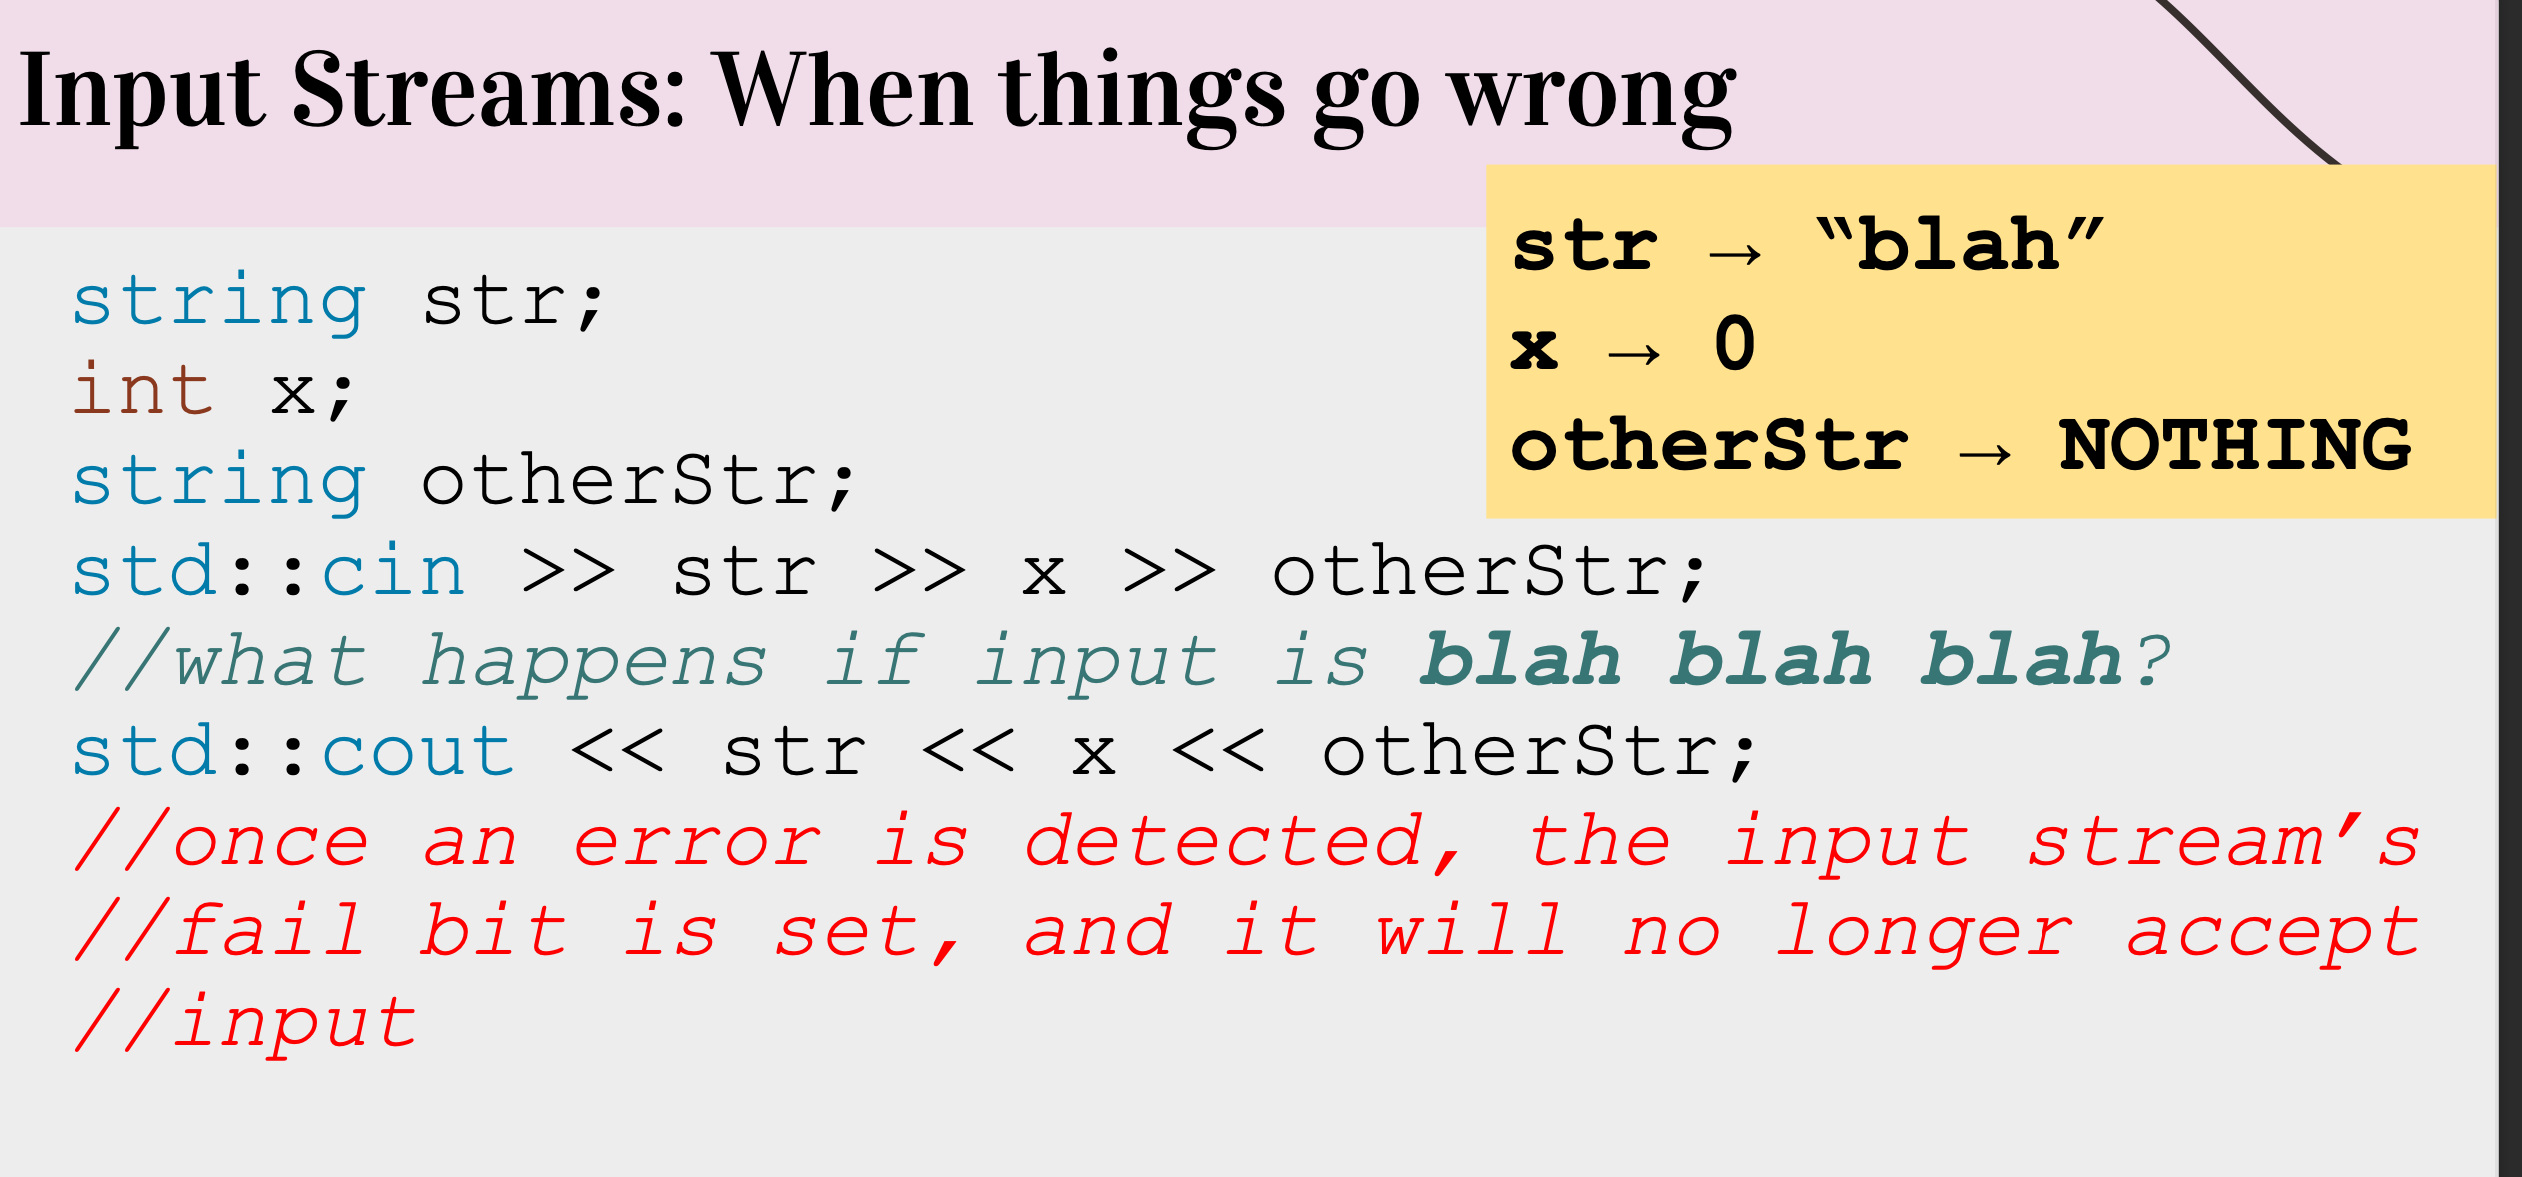 Input Streams: When things go wrong
str → “blah”
x → 0
otherStr → NOTHING
string str;
int x;
string otherStr;
std::cin >> str >> x >> otherStr;
//what happens if input is blah blah blah?
std::cout << str << x << otherStr;
//once an error is detected, the input stream’s
//fail bit is set, and it will no longer accept
//input